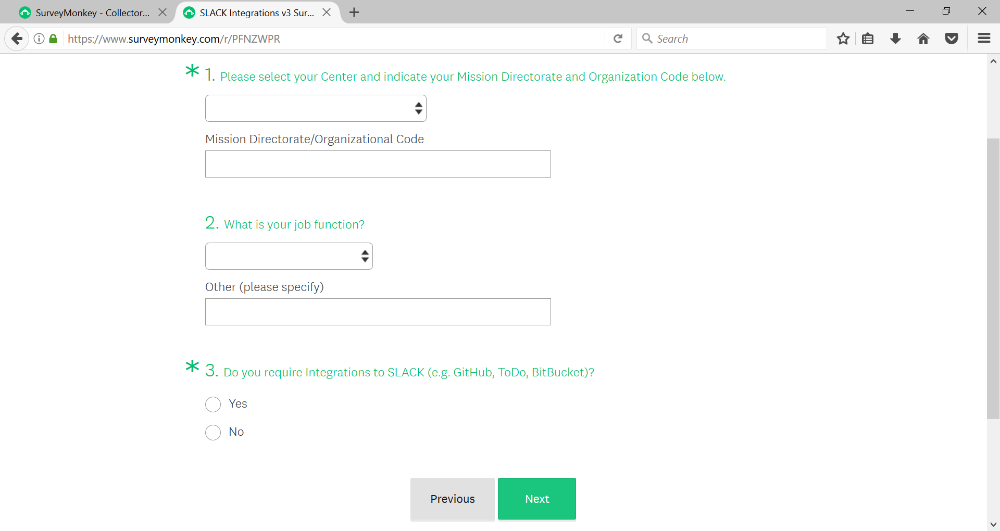 SurveyMonkey - Collector...
SLACK Integrations v3 Sur...
https://www.surveymonkey.com/r/PFNZWPR
Search
* 1. Please select your Center and indicate your Mission Directorate and Organization Code below.
Mission Directorate/Organizational Code
2. What is your job function?
Other (please specify)
* 3. Do you require Integrations to SLACK (e.g. GitHub, ToDo, BitBucket)?
Yes
No
Previous
Next